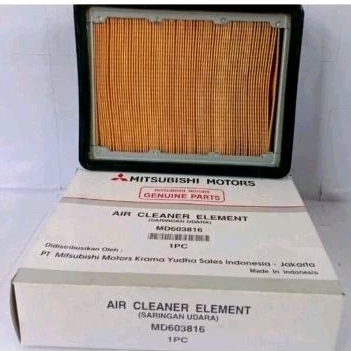 MITSUBISHI MOTORS
MITSUBISHI MOTORS
GENUINE PARTS
AIR CLEANER ELEMENT
(SARINGAN UDARA)
MD603816
1PC
Didistribusikan Oleh :
PT Mitsubishi Motors Krama Yudha Sales Indonesia - Jakarta
Made in Indonesia
AIR CLEANER ELEMENT
(SARINGAN UDARA)
MD603816
1PC